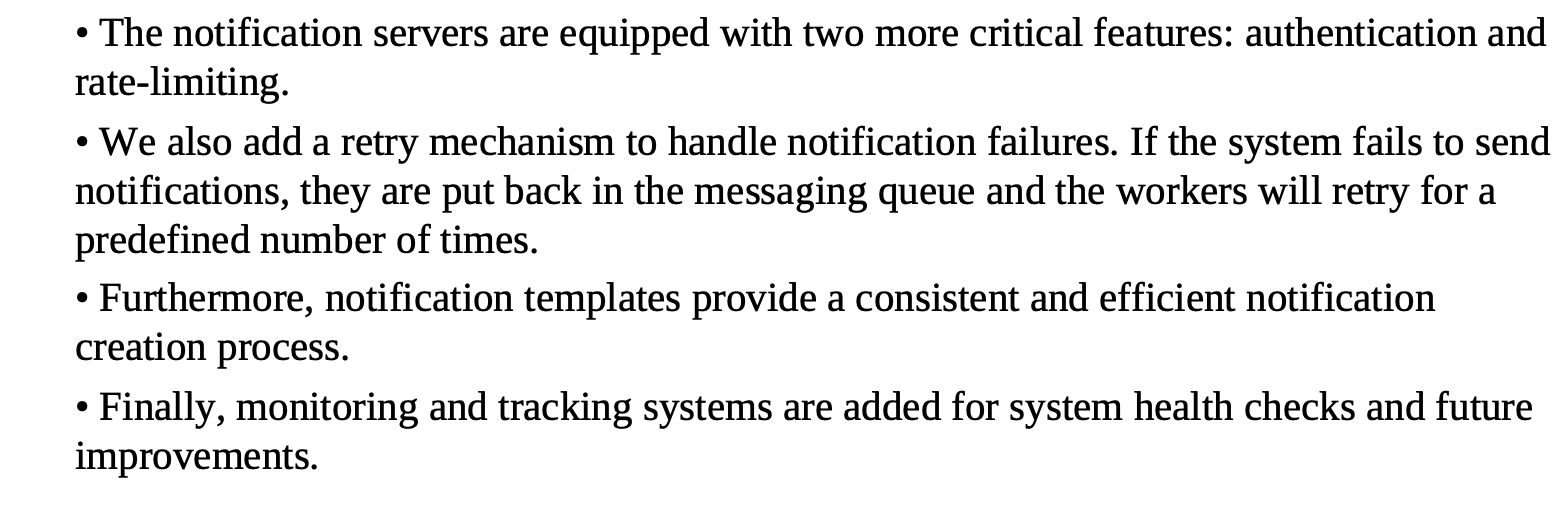 • The notification servers are equipped with two more critical features: authentication and
rate-limiting.
• We also add a retry mechanism to handle notification failures. If the system fails to send
notifications, they are put back in the messaging queue and the workers will retry for a
predefined number of times.
• Furthermore, notification templates provide a consistent and efficient notification
creation process.
• Finally, monitoring and tracking systems are added for system health checks and future
improvements.